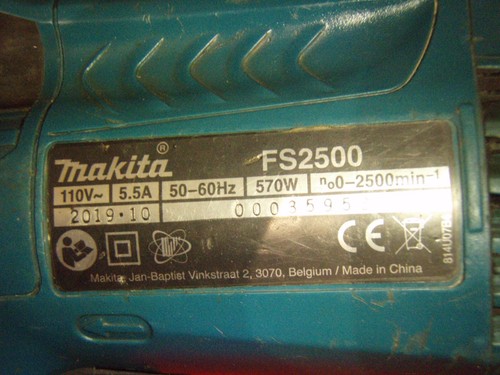 makita® FS2500
110V~ 5.5A 50-60Hz 570W n₀0-2500min⁻¹
2019·10 0003595
CE
Makita, Jan-Baptist Vinkstraat 2, 3070, Belgium / Made in China